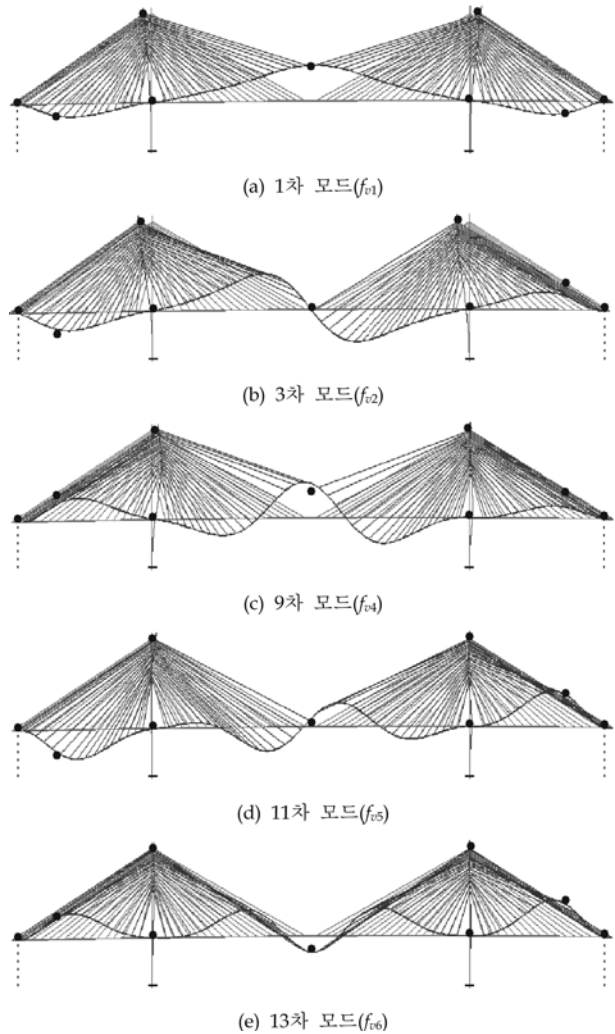 (a) 1차 모드(fv1)
(b) 3차 모드(fv2)
(c) 9차 모드(fv4)
(d) 11차 모드(fv5)
(e) 13차 모드(fv6)